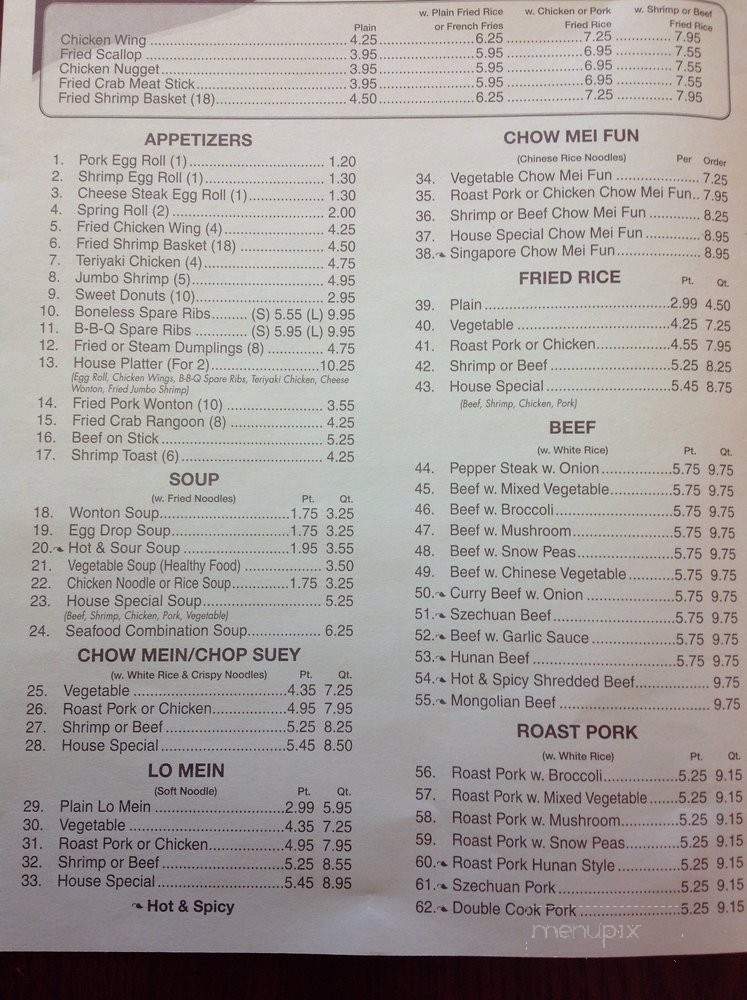 w. Plain Fried Rice w. Chicken or Pork w. Shrimp or Beef
Plain or French Fries Fried Rice Fried Rice
Chicken Wing 4.25 6.25 7.25 7.95
Fried Scallop 3.95 5.95 6.95 7.55
Chicken Nugget 3.95 5.95 6.95 7.55
Fried Crab Meat Stick 3.95 5.95 6.95 7.55
Fried Shrimp Basket (18) 4.50 6.25 7.25 7.95
APPETIZERS
1. Pork Egg Roll (1) 1.20
2. Shrimp Egg Roll (1) 1.30
3. Cheese Steak Egg Roll (1) 1.30
4. Spring Roll (2) 2.00
5. Fried Chicken Wing (4) 4.25
6. Fried Shrimp Basket (18) 4.50
7. Teriyaki Chicken (4) 4.75
8. Jumbo Shrimp (5) 4.95
9. Sweet Donuts (10) 2.95
10. Boneless Spare Ribs (S) 5.55 (L) 9.95
11. B-B-Q Spare Ribs (S) 5.95 (L) 9.95
12. Fried or Steam Dumplings (8) 4.75
13. House Platter (For 2) 10.25
(Egg Roll, Chicken Wings, B-B-Q Spare Ribs, Teriyaki Chicken, Cheese
Wonton, Fried Jumbo Shrimp)
14. Fried Pork Wonton (10) 3.55
15. Fried Crab Rangoon (8) 4.25
16. Beef on Stick 5.25
17. Shrimp Toast (6) 4.25
SOUP
(w. Fried Noodles) Pt. Qt.
18. Wonton Soup 1.75 3.25
19. Egg Drop Soup 1.75 3.25
20. Hot & Sour Soup 1.95 3.55
21. Vegetable Soup (Healthy Food) 3.50
22. Chicken Noodle or Rice Soup 1.75 3.25
23. House Special Soup 5.25
(Beef, Shrimp, Chicken, Pork, Vegetable)
24. Seafood Combination Soup 6.25
CHOW MEIN/CHOP SUEY
(w. White Rice & Crispy Noodles) Pt. Qt.
25. Vegetable 4.35 7.25
26. Roast Pork or Chicken 4.95 7.95
27. Shrimp or Beef 5.25 8.25
28. House Special 5.45 8.50
LO MEIN
(Soft Noodle) Pt. Qt.
29. Plain Lo Mein 2.99 5.95
30. Vegetable 4.35 7.25
31. Roast Pork or Chicken 4.95 7.95
32. Shrimp or Beef 5.25 8.55
33. House Special 5.45 8.95
Hot & Spicy
CHOW MEI FUN
(Chinese Rice Noodles) Per Order
34. Vegetable Chow Mei Fun 7.25
35. Roast Pork or Chicken Chow Mei Fun 7.95
36. Shrimp or Beef Chow Mei Fun 8.25
37. House Special Chow Mei Fun 8.95
38. Singapore Chow Mei Fun 8.95
FRIED RICE
Pt. Qt.
39. Plain 2.99 4.50
40. Vegetable 4.25 7.25
41. Roast Pork or Chicken 4.55 7.95
42. Shrimp or Beef 5.25 8.25
43. House Special 5.45 8.75
(Beef, Shrimp, Chicken, Pork)
BEEF
(w. White Rice) Pt. Qt.
44. Pepper Steak w. Onion 5.75 9.75
45. Beef w. Mixed Vegetable 5.75 9.75
46. Beef w. Broccoli 5.75 9.75
47. Beef w. Mushroom 5.75 9.75
48. Beef w. Snow Peas 5.75 9.75
49. Beef w. Chinese Vegetable 5.75 9.75
50. Curry Beef w. Onion 5.75 9.75
51. Szechuan Beef 5.75 9.75
52. Beef w. Garlic Sauce 5.75 9.75
53. Hunan Beef 5.75 9.75
54. Hot & Spicy Shredded Beef 9.75
55. Mongolian Beef 9.75
ROAST PORK
(w. White Rice) Pt. Qt.
56. Roast Pork w. Broccoli 5.25 9.15
57. Roast Pork w. Mixed Vegetable 5.25 9.15
58. Roast Pork w. Mushroom 5.25 9.15
59. Roast Pork w. Snow Peas 5.25 9.15
60. Roast Pork Hunan Style 5.25 9.15
61. Szechuan Pork 5.25 9.15
62. Double Cook Pork 5.25 9.15
menupix